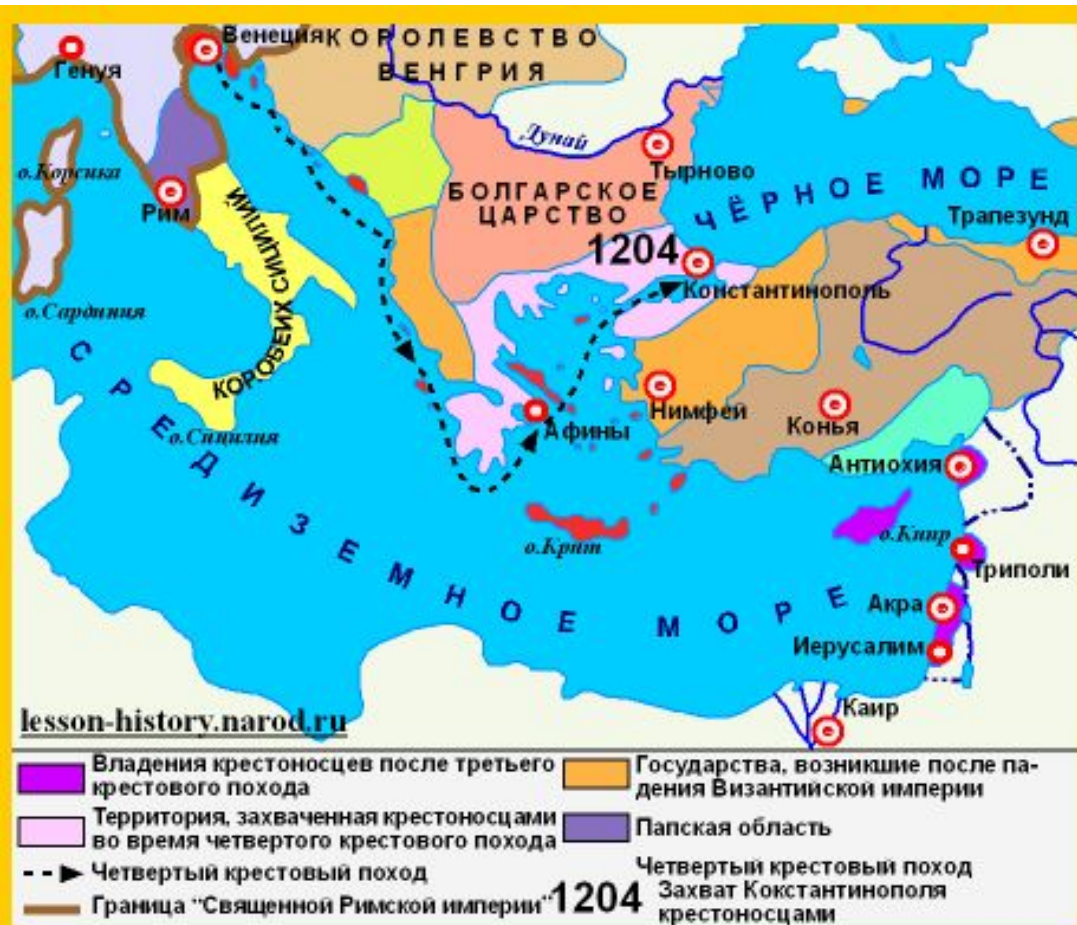 Венеция
КОРОЛЕВСТВО
ВЕНГРИЯ
Генуя
Дунай
о.Корсика
Тырново
Рим
БОЛГАРСКОЕ
ЦАРСТВО
ЧЁРНОЕ МОРЕ
1204
Трапезунд
Константинополь
о.Сардиния
КОРОБЕИХ СИЦИЛИЙ
о.Сицилия
Афины
Нимфей
Конья
Антиохия
о.Крит
о.Кипр
Триполи
СРЕДИЗЕМНОЕ МОРЕ
Акра
Иерусалим
Каир
lesson-history.narod.ru
Владения крестоносцев после третьего
крестового похода
Территория, захваченная крестоносцами
во время четвертого крестового похода
Четвертый крестовый поход
Граница "Священной Римской империи"
Государства, возникшие после па-
дения Византийской империи
Папская область
Четвертый крестовый поход
1204 Захват Кокстантинополя
крестоносцами